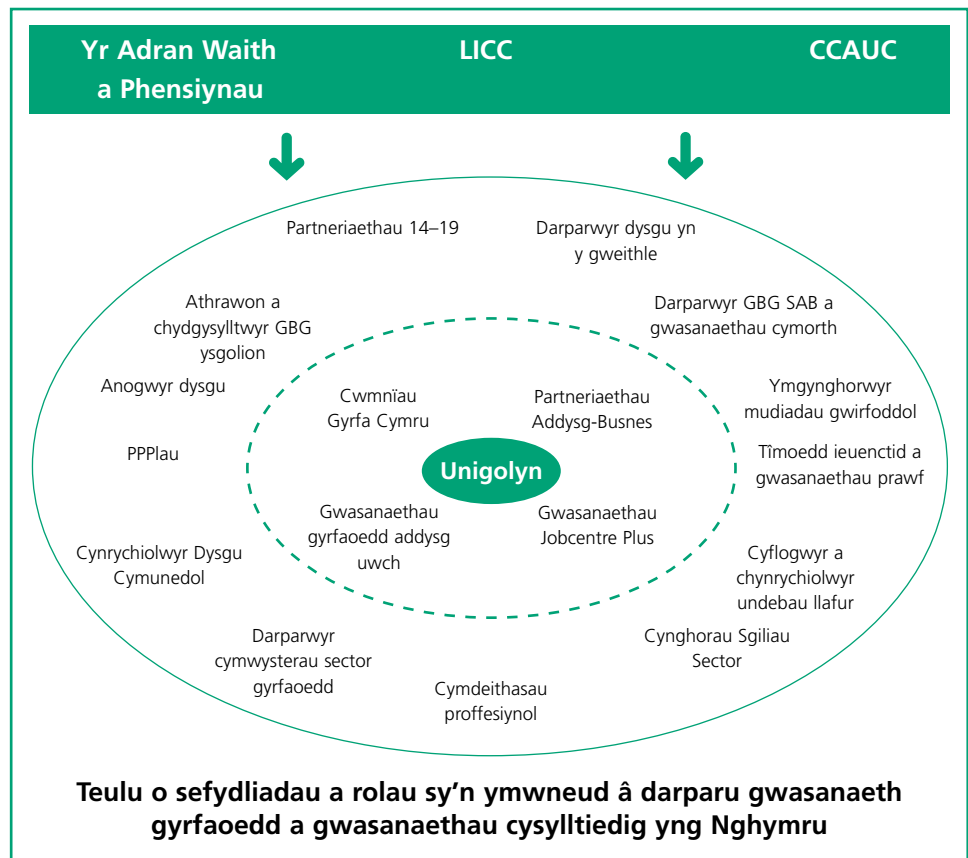 Yr Adran Waith
a Phensiynau
LICC
CCAUC
Partneriaethau 14–19
Darparwyr dysgu yn
y gweithle
Athrawon a
chydgysylltwyr GBG
ysgolion
Darparwyr GBG SAB a
gwasanaethau cymorth
Anogwyr dysgu
Cwmnïau
Gyrfa Cymru
Partneriaethau
Addysg-Busnes
Ymgynghorwyr
mudiadau gwirfoddol
PPPlau
Unigolyn
Tîmoedd ieuenctid a
gwasanaethau prawf
Gwasanaethau
gyrfaoedd addysg
uwch
Gwasanaethau
Jobcentre Plus
Cynrychiolwyr Dysgu
Cymunedol
Cyflogwyr a
chynrychiolwyr
undebau llafur
Darparwyr
cymwysterau sector
gyrfaoedd
Cynghorau Sgiliau
Sector
Cymdeithasau
proffesiynol
Teulu o sefydliadau a rolau sy'n ymwneud â darparu gwasanaeth
gyrfaoedd a gwasanaethau cysylltiedig yng Nghymru